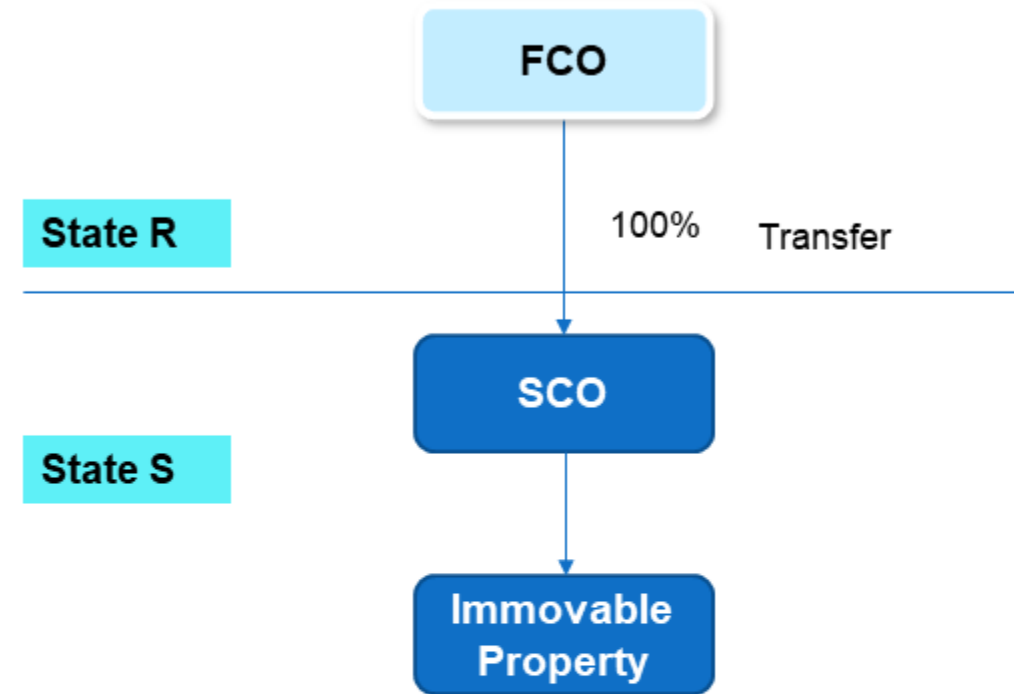 FCO
State R
100%
Transfer
SCO
State S
Immovable
Property